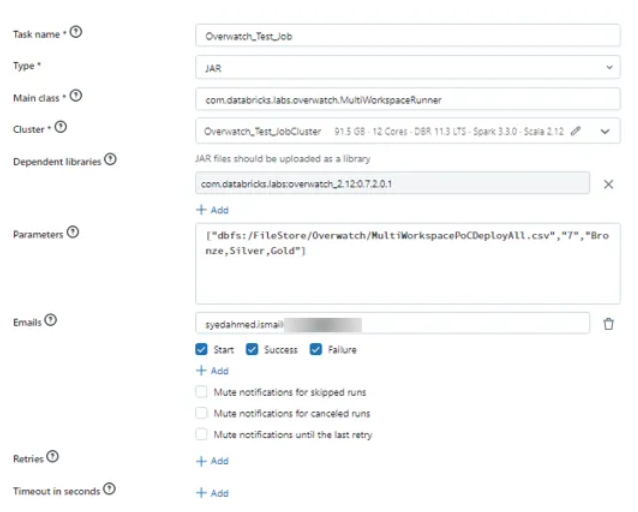 Task name *
Overwatch_Test_Job
Type *
JAR
Main class *
com.databricks.labs.overwatch.MultiWorkspaceRunner
Cluster *
Overwatch_Test_JobCluster 91.5 GB · 12 Cores · DBR 11.3 LTS · Spark 3.3.0 · Scala 2.12
Dependent libraries
JAR files should be uploaded as a library
com.databricks.labs:overwatch_2.12:0.7.2.0.1
+ Add
Parameters
["dbfs:/FileStore/Overwatch/MultiWorkspacePoCDeployAll.csv","7","Bro
nze,Silver,Gold"]
Emails
syedahmed.ismail
Start Success Failure
+ Add
Mute notifications for skipped runs
Mute notifications for canceled runs
Mute notifications until the last retry
Retries
+ Add
Timeout in seconds
+ Add